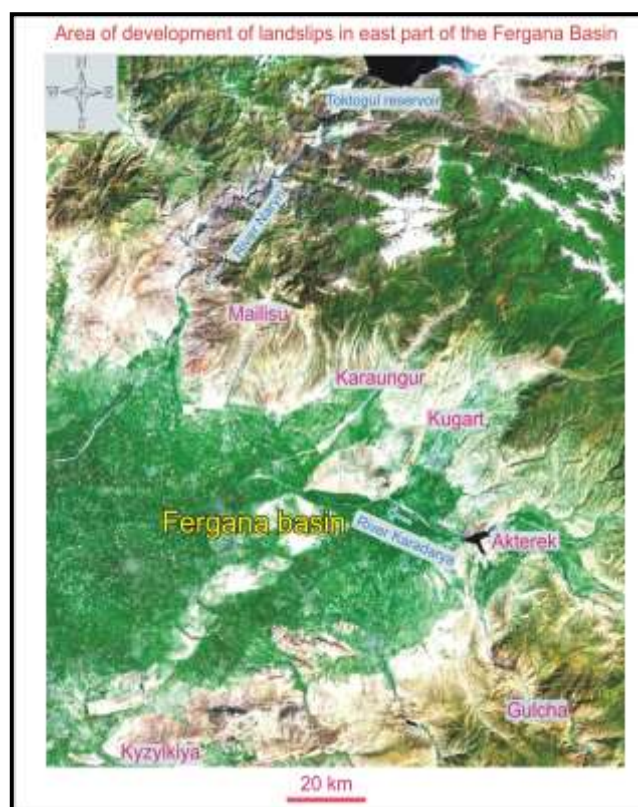 Area of development of landslips in east part of the Fergana Basin
N
W
E
S
Toktogul reservoir
River Naryn
Mailisu
Karaungur
Kugart
Fergana basin
River Karadarya
Akterek
Gulcha
Kyzylkiya
20 km